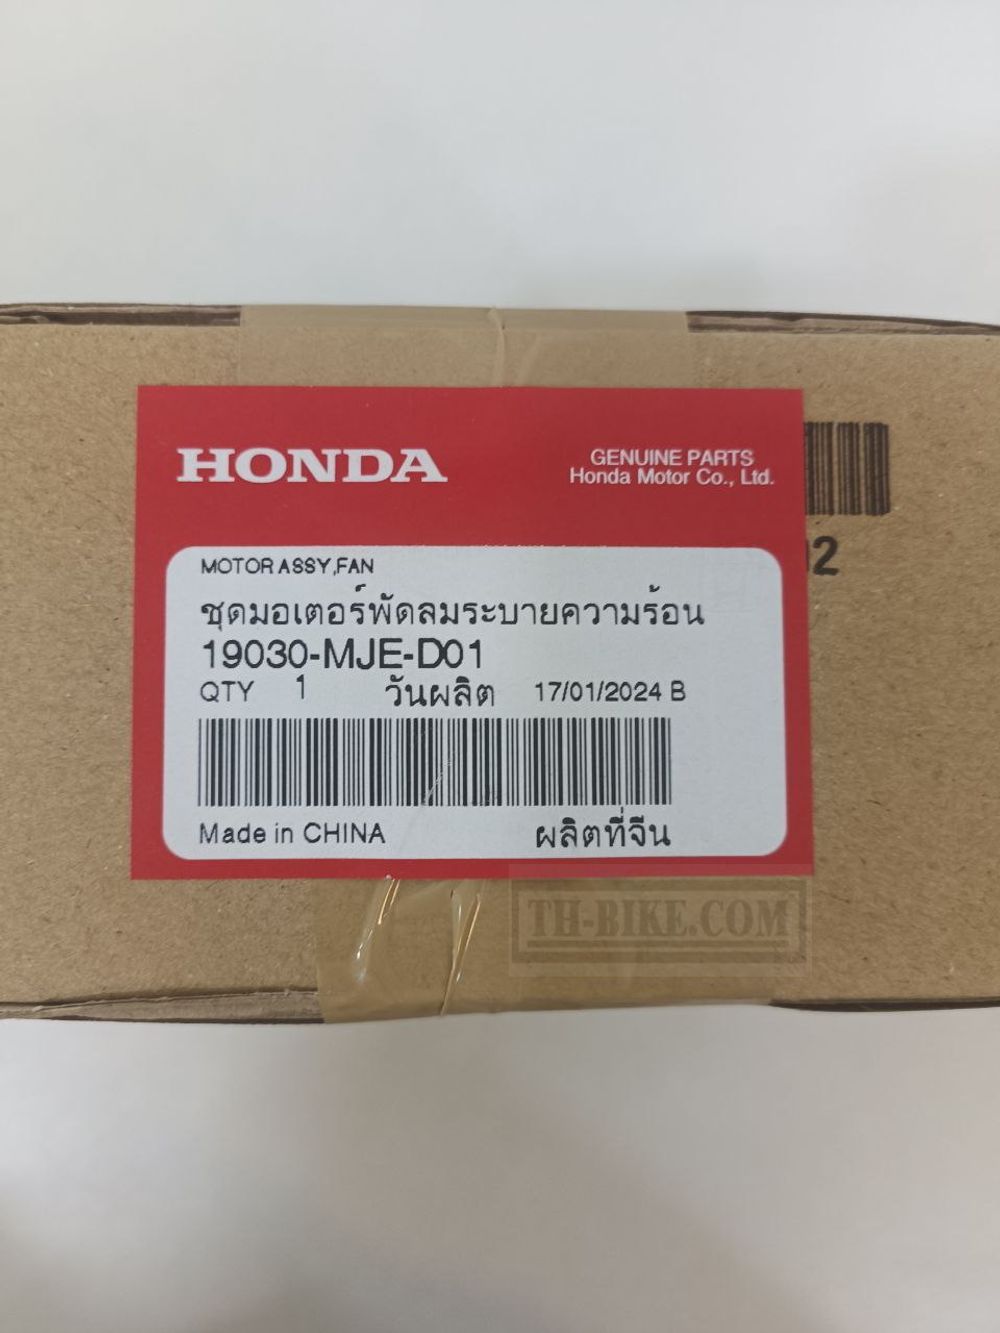 HONDA
GENUINE PARTS
Honda Motor Co., Ltd.
MOTOR ASSY,FAN
ชุดมอเตอร์พัดลมระบายความร้อน
19030-MJE-D01
QTY 1 วันผลิต 17/01/2024 B
Made in CHINA ผลิตที่จีน
TH-BIKE.COM